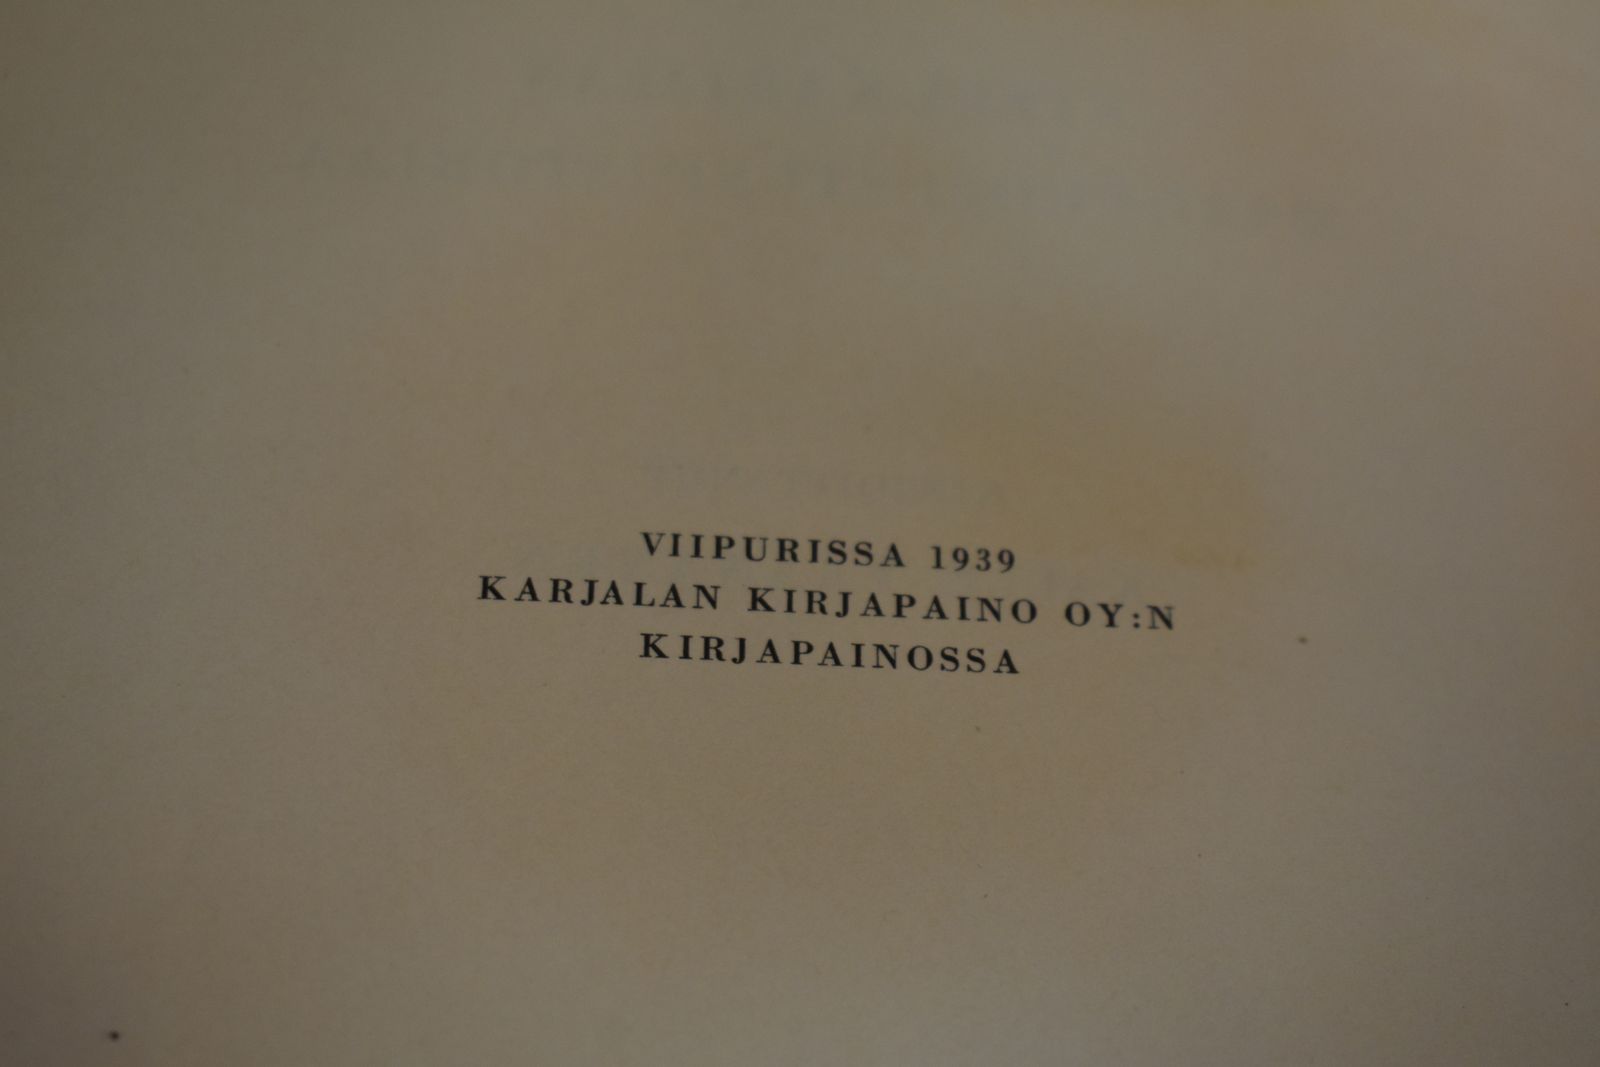 VIIPURISSA 1939
KARJALAN KIRJAPAINO OY:N
KIRJAPAINOSSA